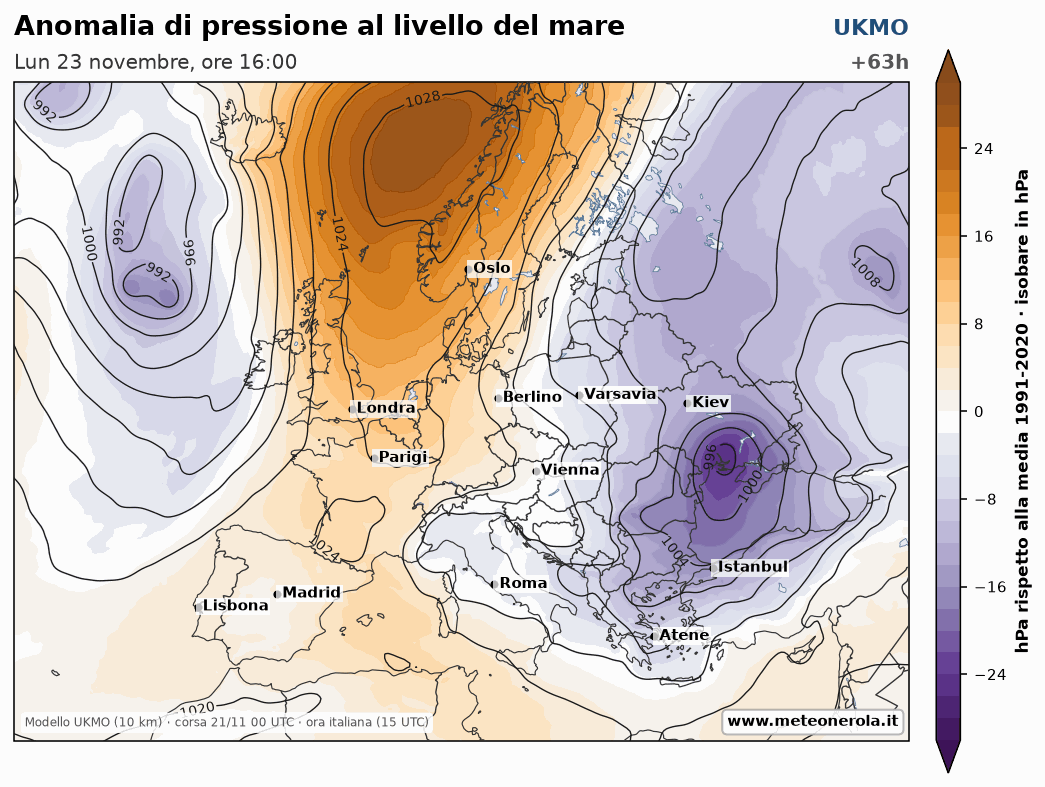 Anomalia di pressione al livello del mare
UKMO
Lun 23 novembre, ore 16:00
+63h
992
1028
1000
992
996
992
1024
1008
Oslo
Londra
Berlino
Varsavia
Kiev
Parigi
Vienna
996
1000
1024
Istanbul
Roma
Madrid
Lisbona
Atene
1020
Modello UKMO (10 km) · corsa 21/11 00 UTC · ora italiana (15 UTC)
www.meteonerola.it
24
16
8
0
−8
−16
−24
hPa rispetto alla media 1991-2020 · isobare in hPa